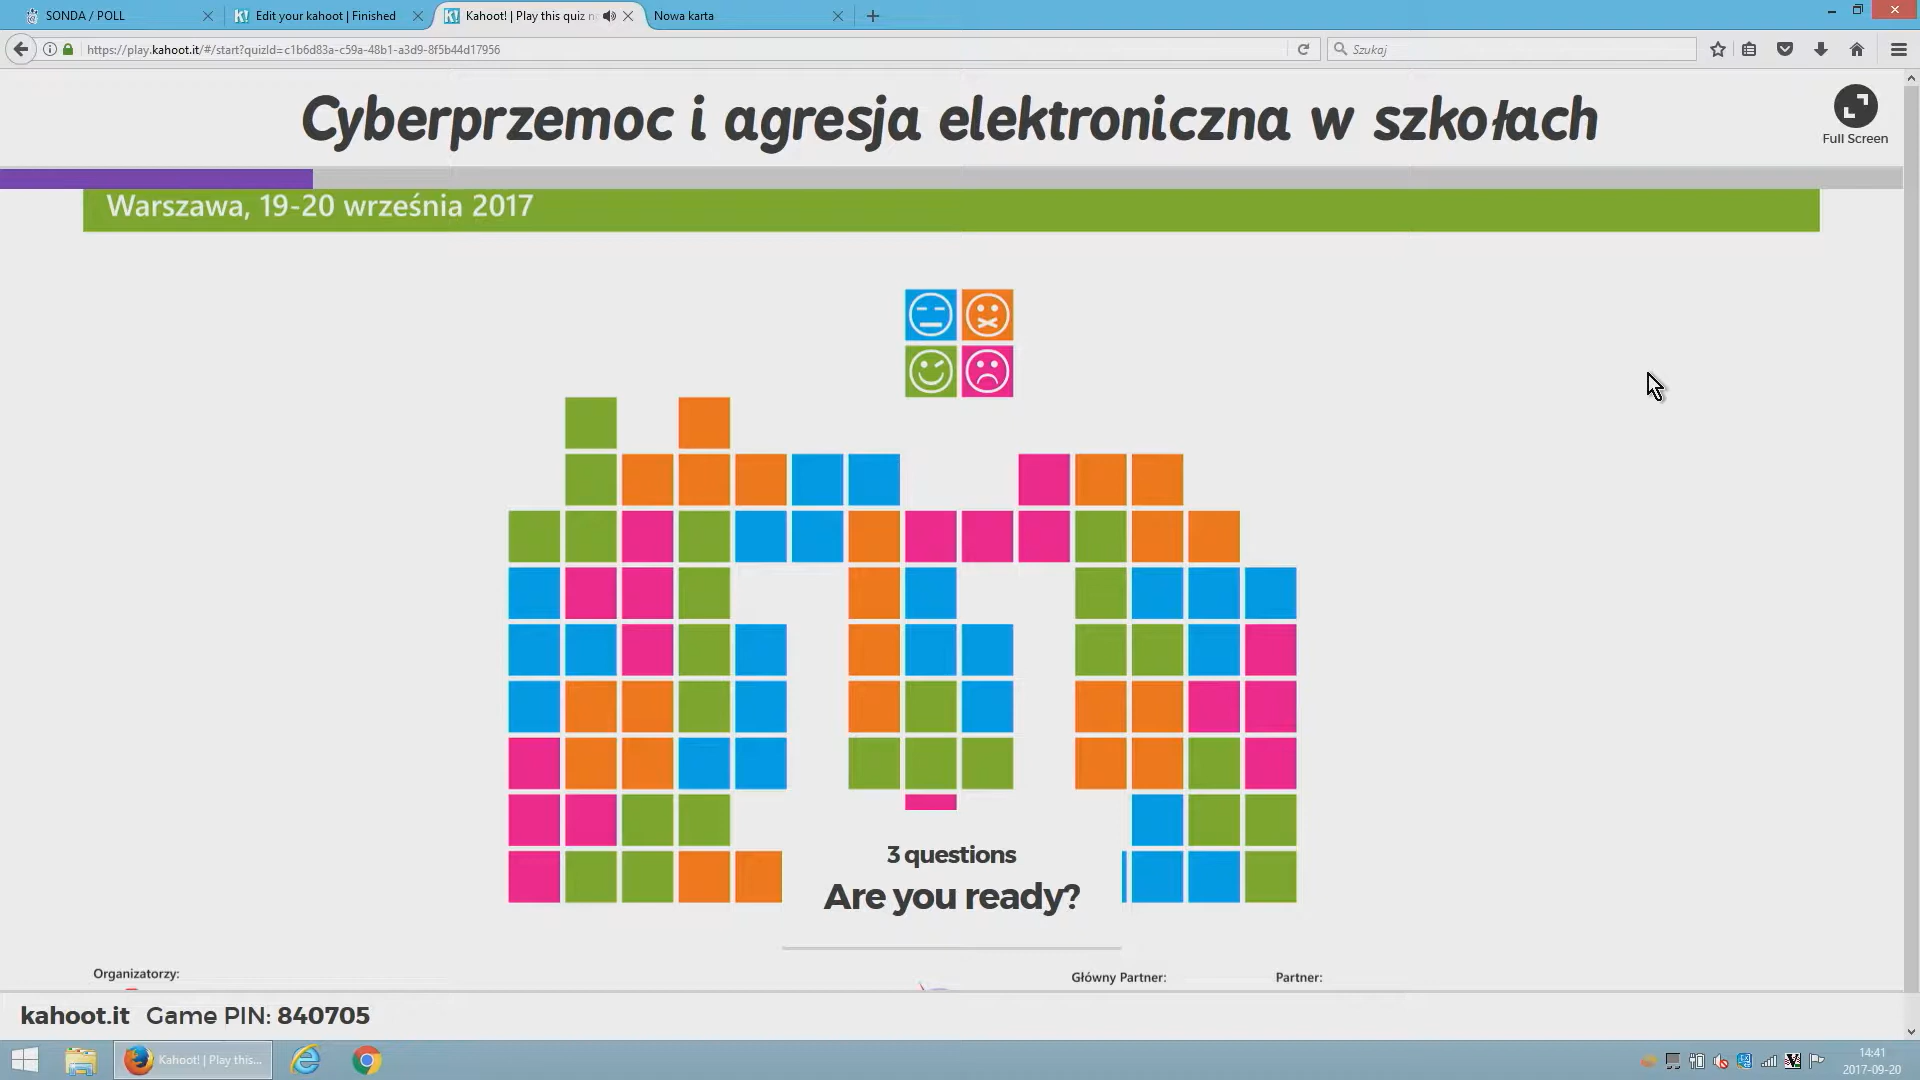 SONDA / POLL
Edit your kahoot | Finished
Kahoot! | Play this quiz n
Nowa karta
https://play.kahoot.it/#/start?quizId=c1b6d83a-c59a-48b1-a3d9-8f5b44d17956
Szukaj
Cyberprzemoc i agresja elektroniczna w szkołach
Full Screen
Warszawa, 19-20 września 2017
3 questions
Are you ready?
Organizatorzy:
Główny Partner:
Partner:
kahoot.it Game PIN: 840705
Kahoot! | Play this...
14:41
2017-09-20